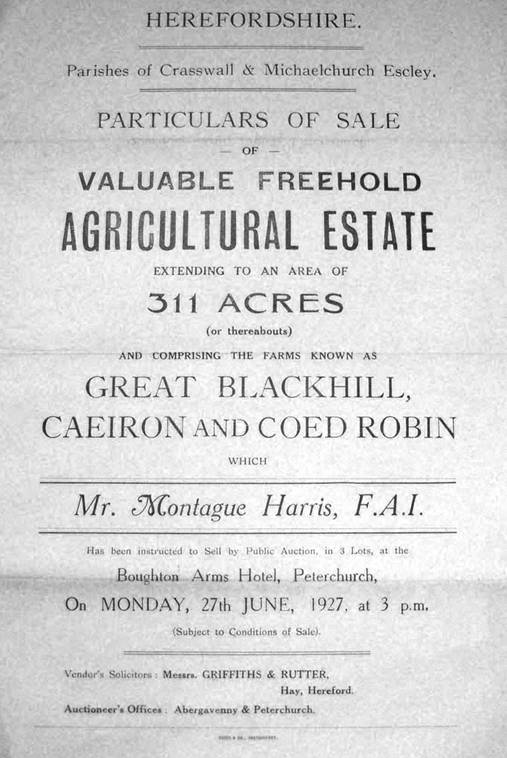 HEREFORDSHIRE.
Parishes of Crasswall & Michaelchurch Escley.
PARTICULARS OF SALE
— OF —
VALUABLE FREEHOLD
AGRICULTURAL ESTATE
EXTENDING TO AN AREA OF
311 ACRES
(or thereabouts)
AND COMPRISING THE FARMS KNOWN AS
GREAT BLACKHILL,
CAEIRON AND COED ROBIN
WHICH
Mr. Montague Harris, F.A.I.
Has been instructed to Sell by Public Auction, in 3 Lots, at the
Boughton Arms Hotel, Peterchurch,
On MONDAY, 27th JUNE, 1927, at 3 p.m.
(Subject to Conditions of Sale).
Vendor's Solicitors : Messrs. GRIFFITHS & RUTTER,
Hay, Hereford.
Auctioneer's Offices : Abergavenny & Peterchurch.